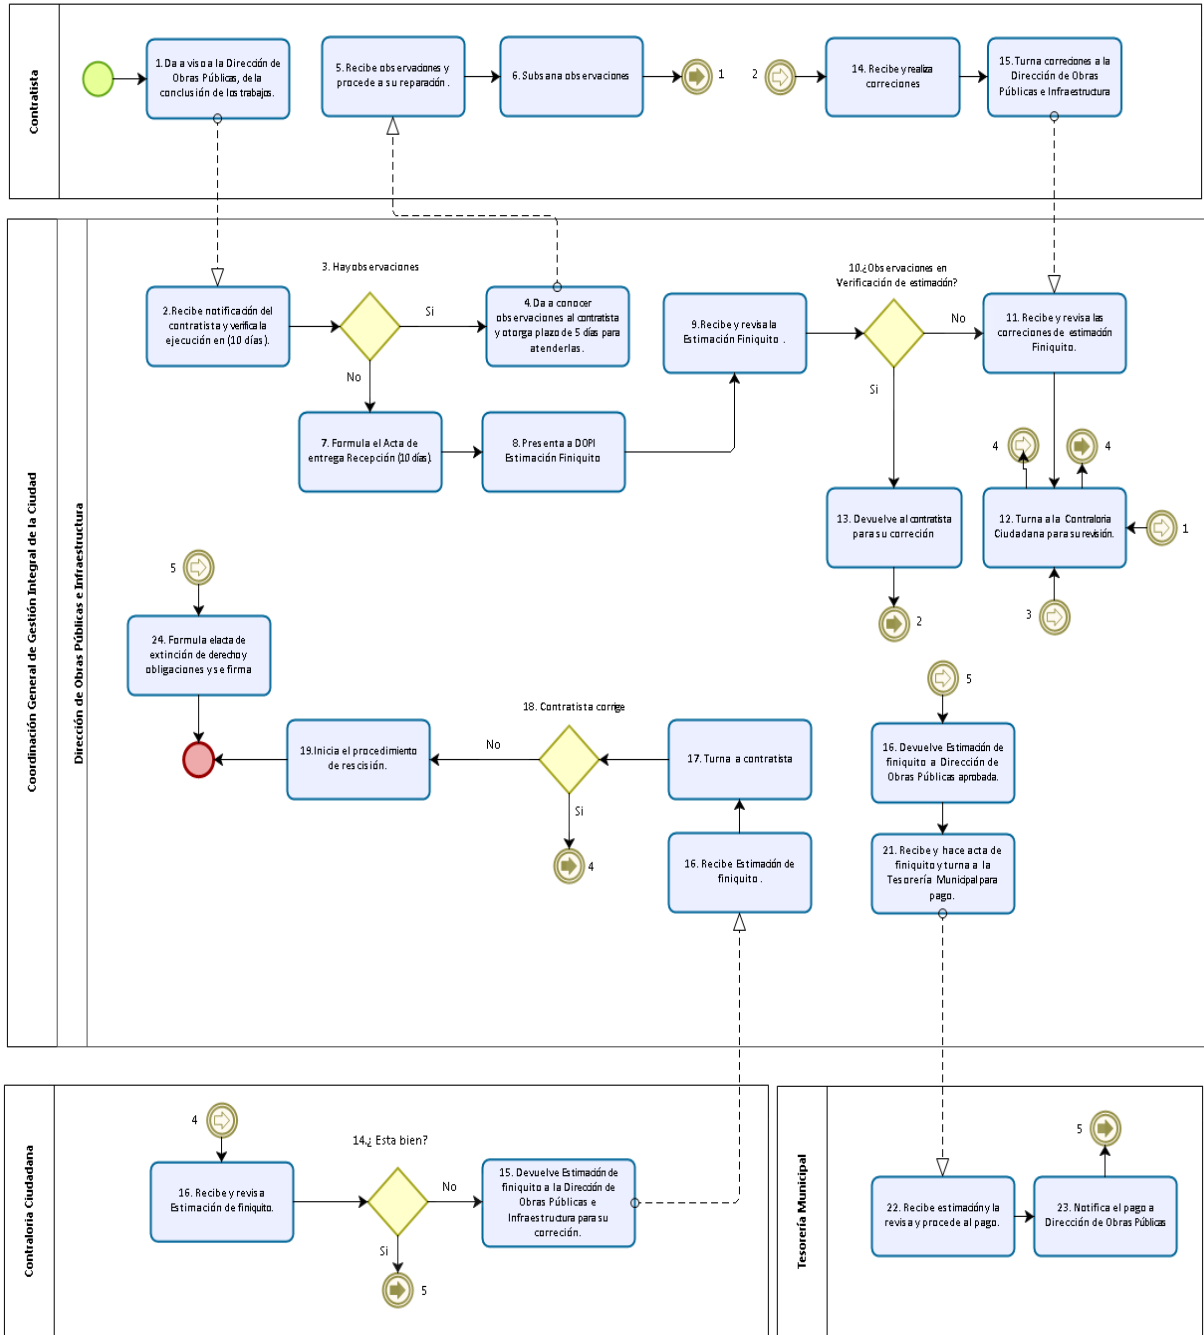 Contratista
1. Da aviso a la Dirección de
Obras Públicas, de la
conclusión de los trabajos.
5. Recibe observaciones y
procede a su reparación .
6. Subsana observaciones
1
2
14. Recibe y realiza
correciones
15. Turna correciones a la
Dirección de Obras
Públicas e Infraestructura
Coordinación General de Gestión Integral de la Ciudad
Dirección de Obras Públicas e Infraestructura
2.Recibe notificación del
contratista y verifica la
ejecución en (10 días).
3. Hay observaciones
Si
No
4. Da a conocer
observaciones al contratista
y otorga plazo de 5 días para
atenderlas.
7. Formula el Acta de
entrega Recepción (10 días).
8. Presenta a DOPI
Estimación Finiquito
9.Recibe y revisa la
Estimación Finiquito .
10.¿Observaciones en
Verificación de estimación?
No
Si
11. Recibe y revisa las
correciones de estimación
Finiquito.
4
4
13. Devuelve al contratista
para su correción
2
12. Turna a la Contraloria
Ciudadana para su revisión.
1
3
5
24. Formula el acta de
extinción de derecho y
obligaciones y se firma
19.Inicia el procedimiento
de rescisión.
18. Contratista corrige
No
Si
4
17. Turna a contratista
16. Recibe Estimación de
finiquito .
5
16. Devuelve Estimación de
finiquito a Dirección de
Obras Públicas aprobada.
21. Recibe y hace acta de
finiquito y turna a la
Tesorería Municipal para
pago.
Contraloria Ciudadana
4
16. Recibe y revisa
Estimación de finiquito.
14.¿ Esta bien?
No
Si
5
15. Devuelve Estimación de
finiquito a la Dirección de
Obras Públicas e
Infraestructura para su
correción.
Tesorería Municipal
22. Recibe estimación y la
revisa y procede al pago.
5
23. Notifica el pago a
Dirección de Obras Públicas